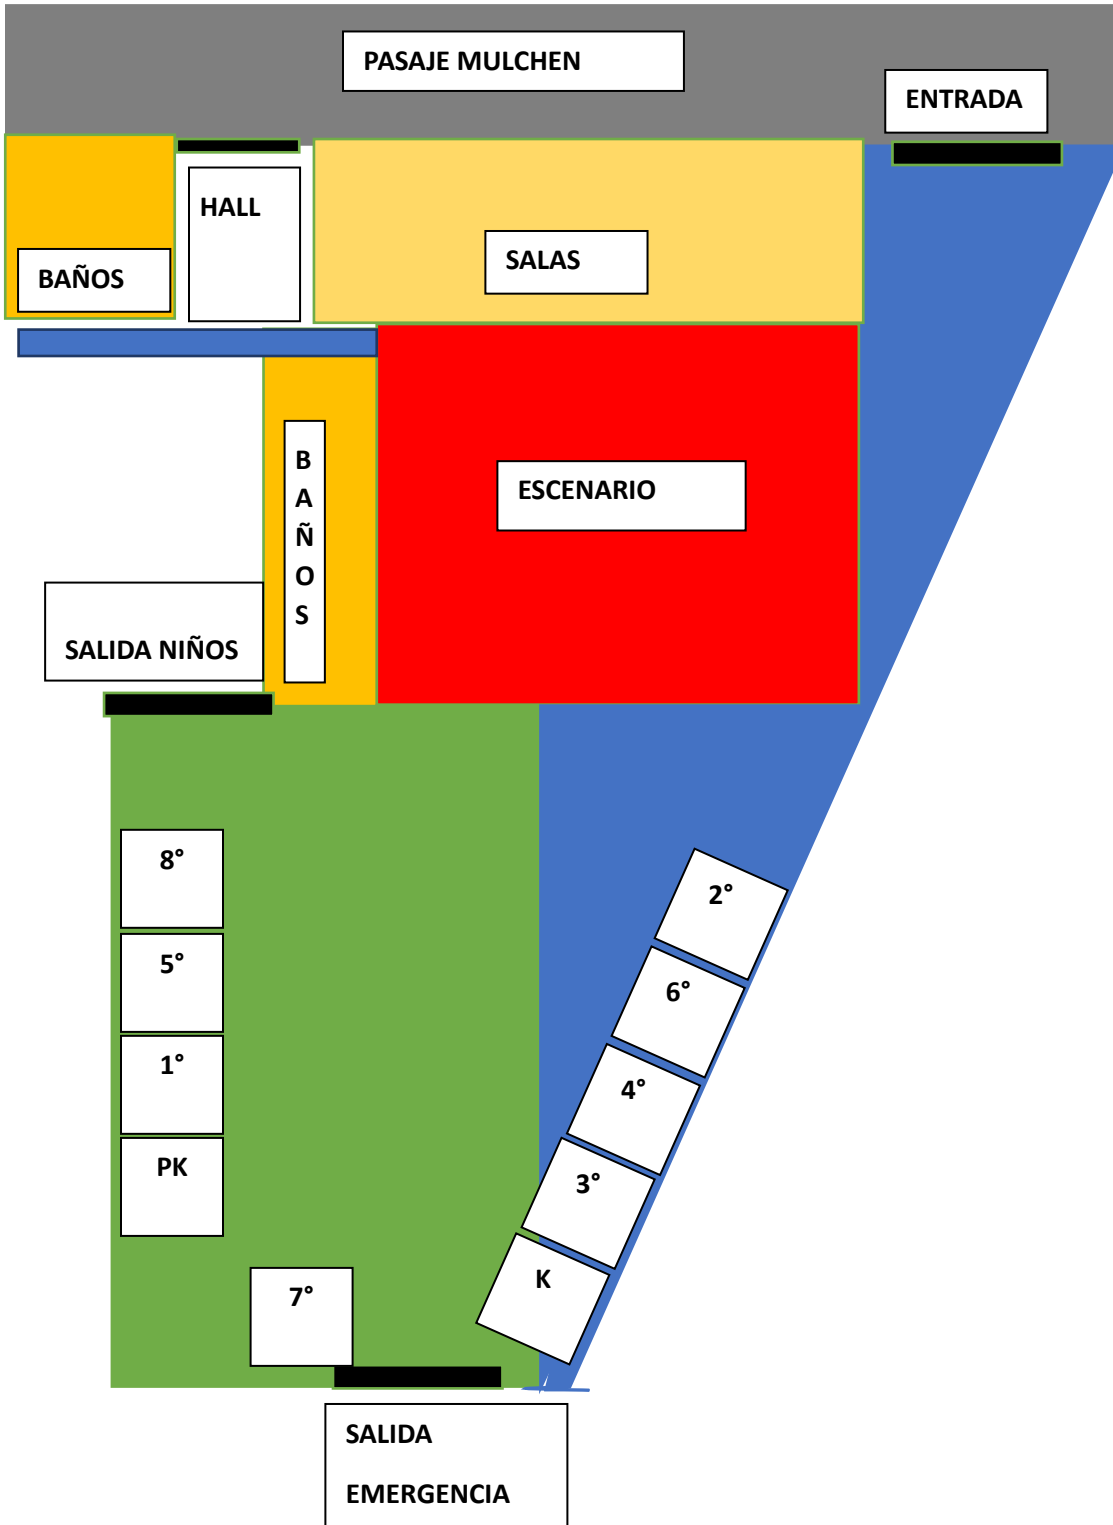 PASAJE MULCHEN
ENTRADA
HALL
SALAS
BAÑOS
B
A
Ñ
O
S
ESCENARIO
SALIDA NIÑOS
8°
5°
1°
PK
7°
2°
6°
4°
3°
K
SALIDA
EMERGENCIA